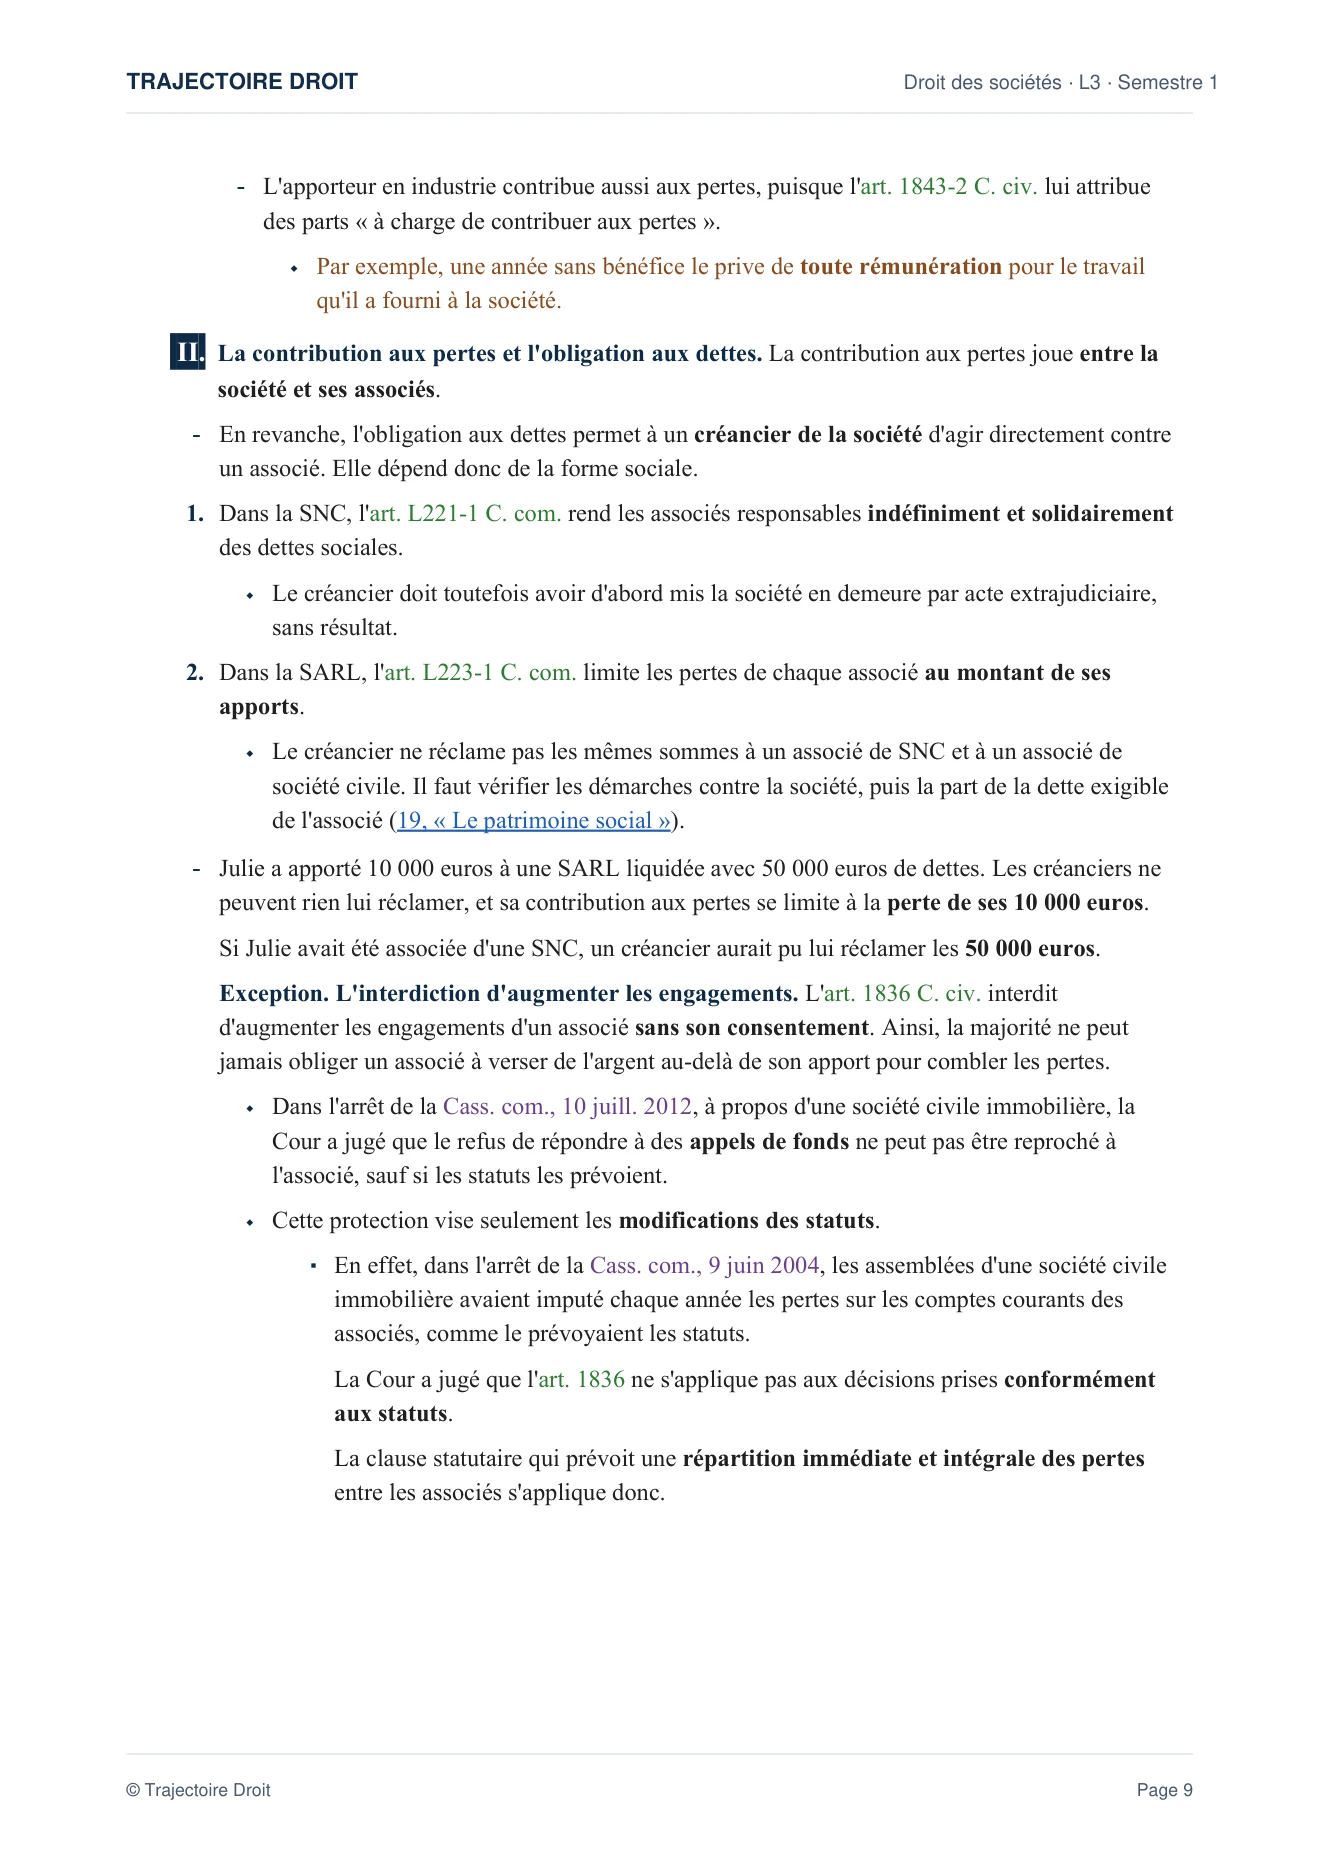 TRAJECTOIRE DROIT
Droit des sociétés · L3 · Semestre 1
- L'apporteur en industrie contribue aussi aux pertes, puisque l'art. 1843-2 C. civ. lui attribue
des parts « à charge de contribuer aux pertes ».
⬥ Par exemple, une année sans bénéfice le prive de toute rémunération pour le travail
qu'il a fourni à la société.
II. La contribution aux pertes et l'obligation aux dettes. La contribution aux pertes joue entre la
société et ses associés.
- En revanche, l'obligation aux dettes permet à un créancier de la société d'agir directement contre
un associé. Elle dépend donc de la forme sociale.
1. Dans la SNC, l'art. L221-1 C. com. rend les associés responsables indéfiniment et solidairement
des dettes sociales.
⬥ Le créancier doit toutefois avoir d'abord mis la société en demeure par acte extrajudiciaire,
sans résultat.
2. Dans la SARL, l'art. L223-1 C. com. limite les pertes de chaque associé au montant de ses
apports.
⬥ Le créancier ne réclame pas les mêmes sommes à un associé de SNC et à un associé de
société civile. Il faut vérifier les démarches contre la société, puis la part de la dette exigible
de l'associé (19, « Le patrimoine social »).
- Julie a apporté 10 000 euros à une SARL liquidée avec 50 000 euros de dettes. Les créanciers ne
peuvent rien lui réclamer, et sa contribution aux pertes se limite à la perte de ses 10 000 euros.
Si Julie avait été associée d'une SNC, un créancier aurait pu lui réclamer les 50 000 euros.
Exception. L'interdiction d'augmenter les engagements. L'art. 1836 C. civ. interdit
d'augmenter les engagements d'un associé sans son consentement. Ainsi, la majorité ne peut
jamais obliger un associé à verser de l'argent au-delà de son apport pour combler les pertes.
⬥ Dans l'arrêt de la Cass. com., 10 juill. 2012, à propos d'une société civile immobilière, la
Cour a jugé que le refus de répondre à des appels de fonds ne peut pas être reproché à
l'associé, sauf si les statuts les prévoient.
⬥ Cette protection vise seulement les modifications des statuts.
▪ En effet, dans l'arrêt de la Cass. com., 9 juin 2004, les assemblées d'une société civile
immobilière avaient imputé chaque année les pertes sur les comptes courants des
associés, comme le prévoyaient les statuts.
La Cour a jugé que l'art. 1836 ne s'applique pas aux décisions prises conformément
aux statuts.
La clause statutaire qui prévoit une répartition immédiate et intégrale des pertes
entre les associés s'applique donc.
© Trajectoire Droit
Page 9